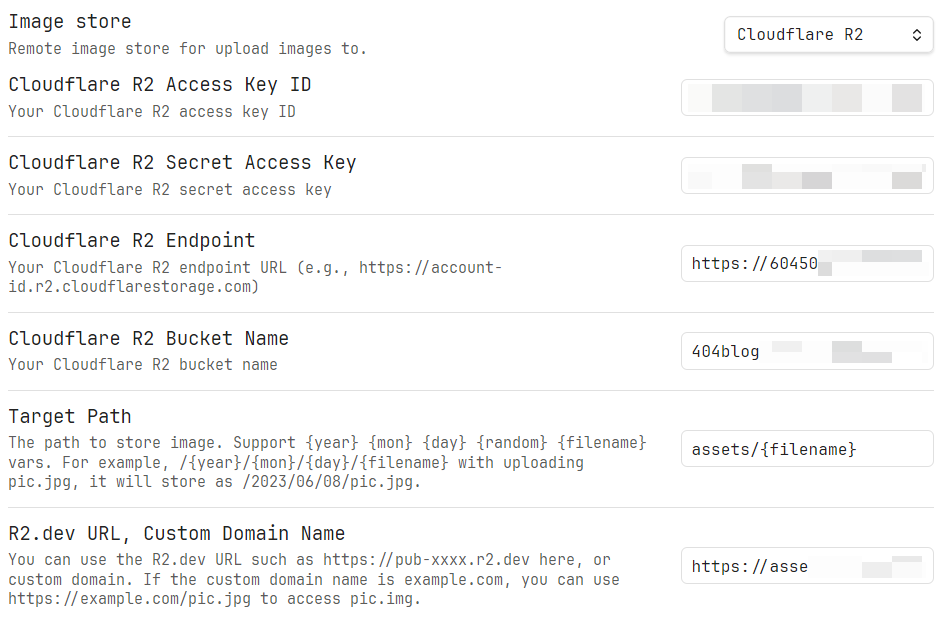 Image store
Remote image store for upload images to.
Cloudflare R2
Cloudflare R2 Access Key ID
Your Cloudflare R2 access key ID
Cloudflare R2 Secret Access Key
Your Cloudflare R2 secret access key
Cloudflare R2 Endpoint
Your Cloudflare R2 endpoint URL (e.g., https://account-
id.r2.cloudflarestorage.com)
https://60450
Cloudflare R2 Bucket Name
Your Cloudflare R2 bucket name
404blog
Target Path
The path to store image. Support {year} {mon} {day} {random} {filename}
vars. For example, /{year}/{mon}/{day}/{filename} with uploading
pic.jpg, it will store as /2023/06/08/pic.jpg.
assets/{filename}
R2.dev URL, Custom Domain Name
You can use the R2.dev URL such as https://pub-xxxx.r2.dev here, or
custom domain. If the custom domain name is example.com, you can use
https://example.com/pic.jpg to access pic.img.
https://asse